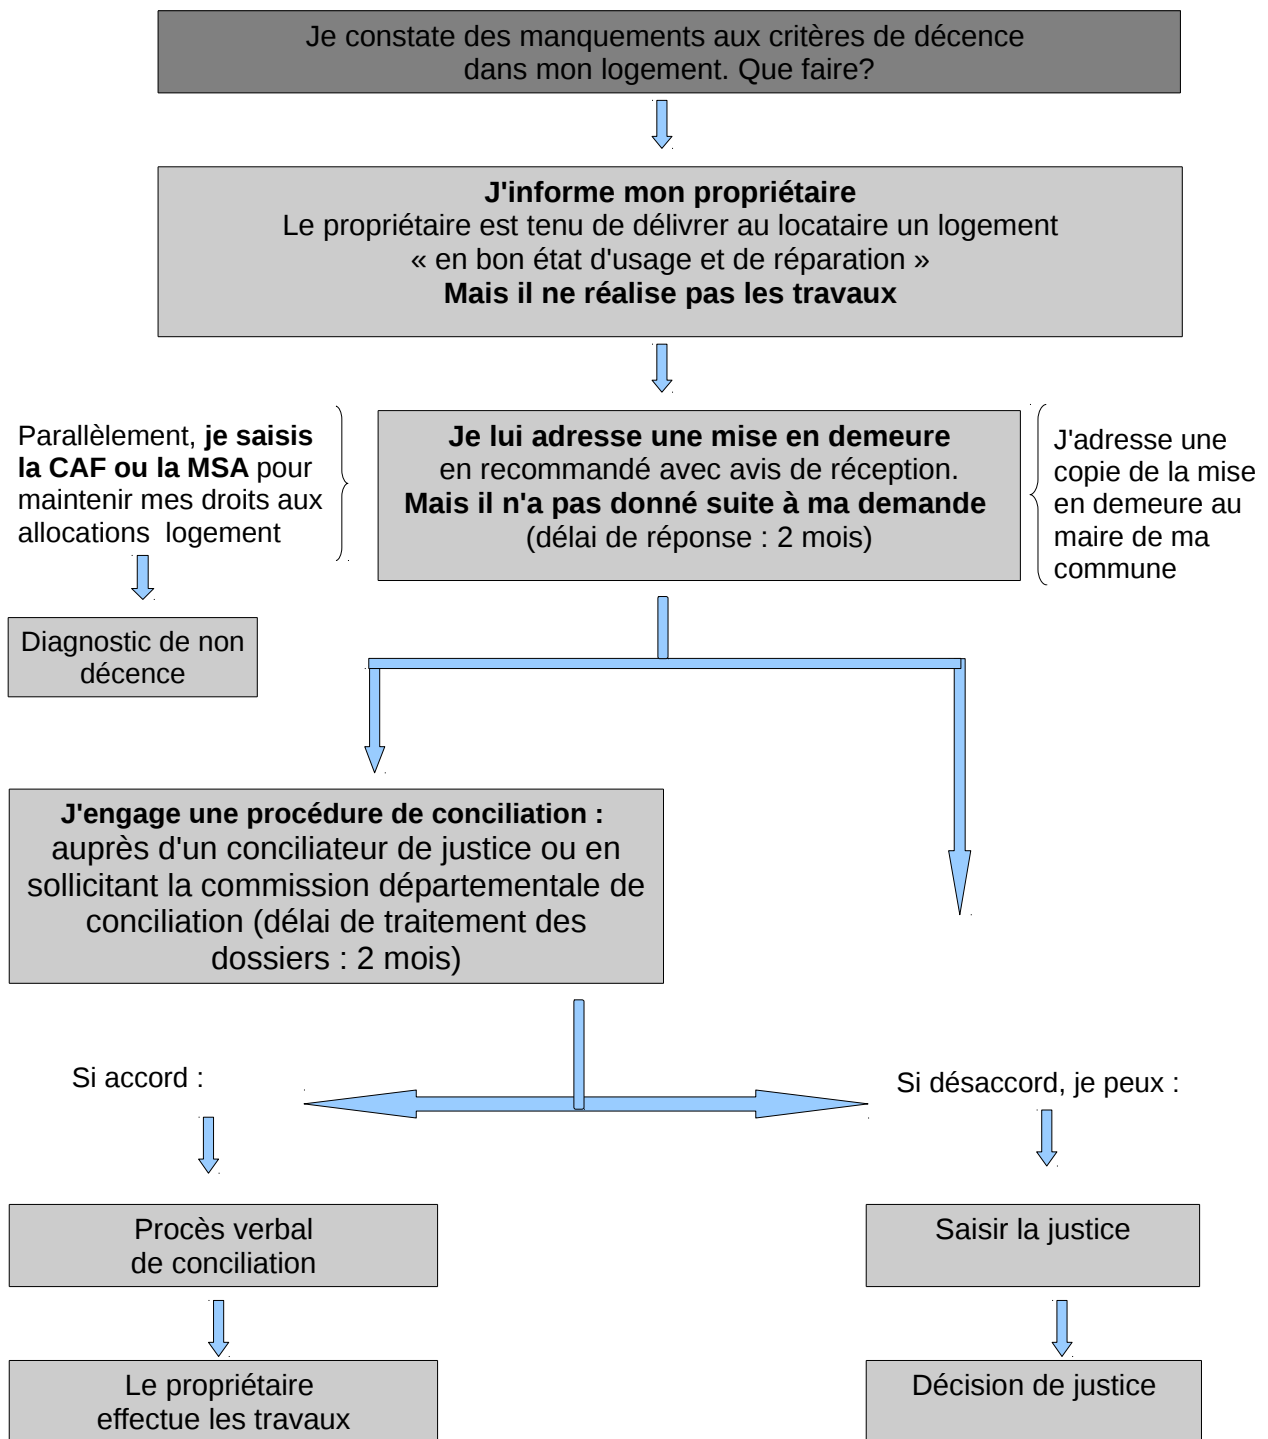 Je constate des manquements aux critères de décence
dans mon logement. Que faire?
J'informe mon propriétaire
Le propriétaire est tenu de délivrer au locataire un logement
« en bon état d'usage et de réparation »
Mais il ne réalise pas les travaux
Parallèlement, je saisis
la CAF ou la MSA pour
maintenir mes droits aux
allocations logement
Je lui adresse une mise en demeure
en recommandé avec avis de réception.
Mais il n'a pas donné suite à ma demande
(délai de réponse : 2 mois)
J'adresse une
copie de la mise
en demeure au
maire de ma
commune
Diagnostic de non
décence
J'engage une procédure de conciliation :
auprès d'un conciliateur de justice ou en
sollicitant la commission départementale de
conciliation (délai de traitement des
dossiers : 2 mois)
Si accord :
Si désaccord, je peux :
Procès verbal
de conciliation
Saisir la justice
Le propriétaire
effectue les travaux
Décision de justice